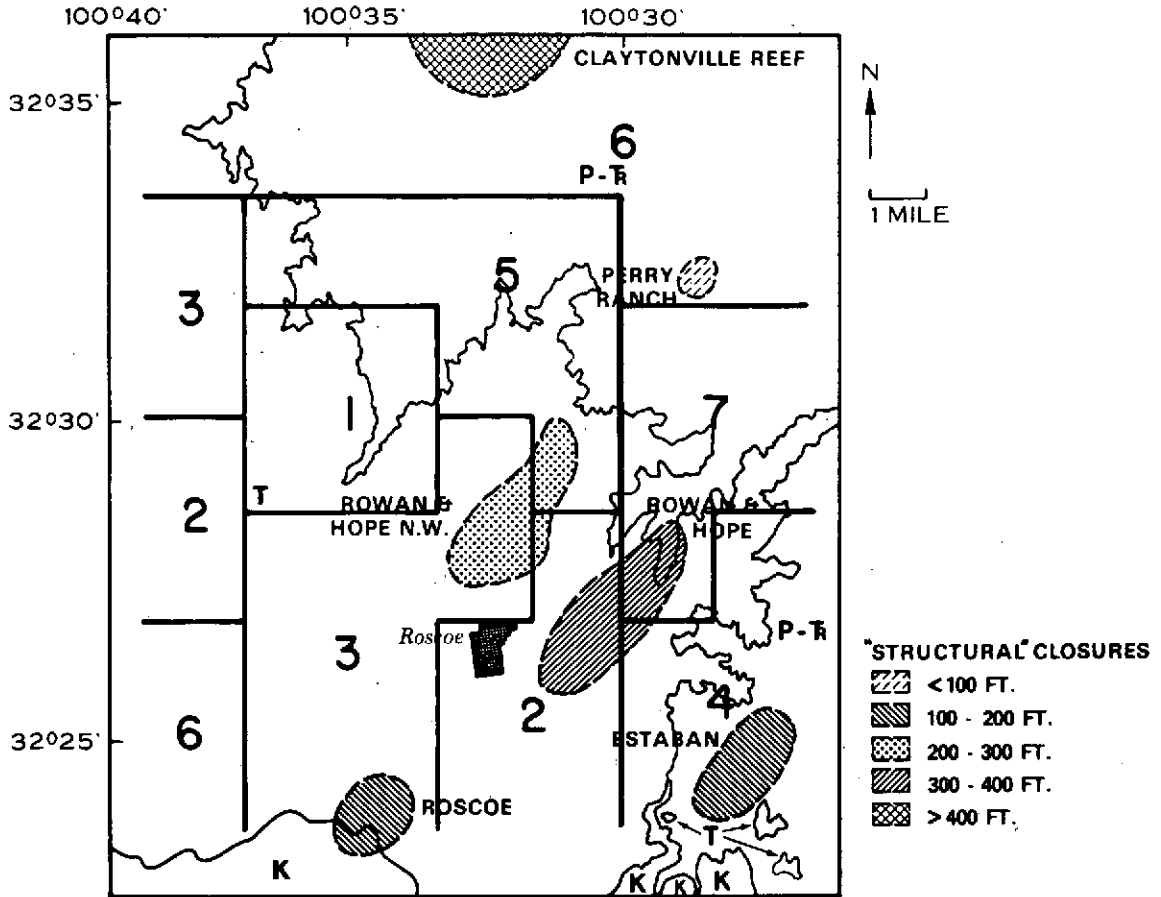 100°40' 100°35' 100°30'
CLAYTONVILLE REEF
N
32°35'
6
P-TR
1 MILE
5
PERRY
RANCH
3
32°30'
1
7
T
ROWAN &
HOPE N.W.
ROWAN &
HOPE
2
Roscoe
3
P-TR
"STRUCTURAL" CLOSURES
<100 FT.
100 - 200 FT.
200 - 300 FT.
300 - 400 FT.
>400 FT.
2
4
32°25'
6
ESTABAN
ROSCOE
T
K
K
K
K